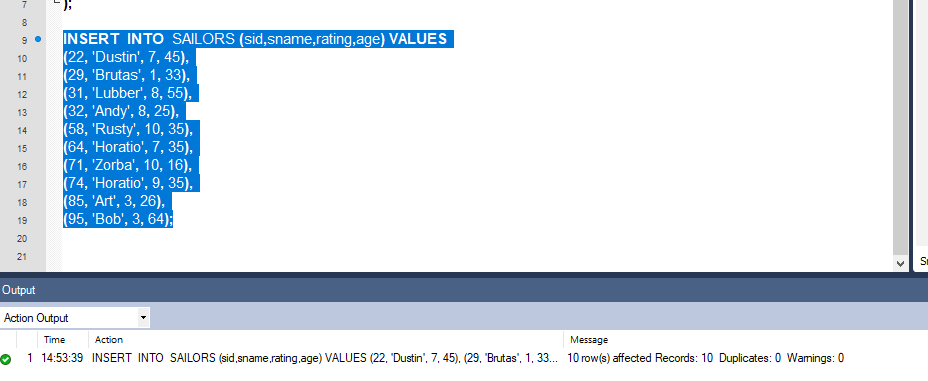 7 );
8
9 INSERT INTO SAILORS (sid,sname,rating,age) VALUES
10 (22, 'Dustin', 7, 45),
11 (29, 'Brutas', 1, 33),
12 (31, 'Lubber', 8, 55),
13 (32, 'Andy', 8, 25),
14 (58, 'Rusty', 10, 35),
15 (64, 'Horatio', 7, 35),
16 (71, 'Zorba', 10, 16),
17 (74, 'Horatio', 9, 35),
18 (85, 'Art', 3, 26),
19 (95, 'Bob', 3, 64);
20
21
Output
Action Output
Time Action Message
1 14:53:39 INSERT INTO SAILORS (sid,sname,rating,age) VALUES (22, 'Dustin', 7, 45), (29, 'Brutas', 1, 33... 10 row(s) affected Records: 10 Duplicates: 0 Warnings: 0